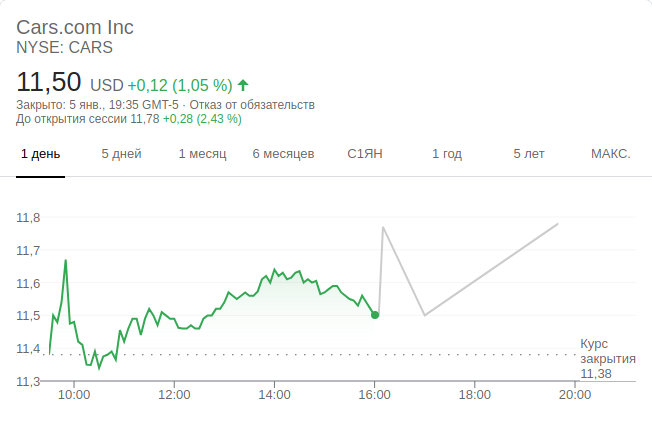 Cars.com Inc
NYSE: CARS
11,50 USD +0,12 (1,05 %)
Закрыто: 5 янв., 19:35 GMT-5 · Отказ от обязательств
До открытия сессии 11,78 +0,28 (2,43 %)
1 день 5 дней 1 месяц 6 месяцев С1ЯН 1 год 5 лет МАКС.
11,8
11,7
11,6
11,5
11,4
11,3
Курс
закрытия
11,38
10:00 12:00 14:00 16:00 18:00 20:00